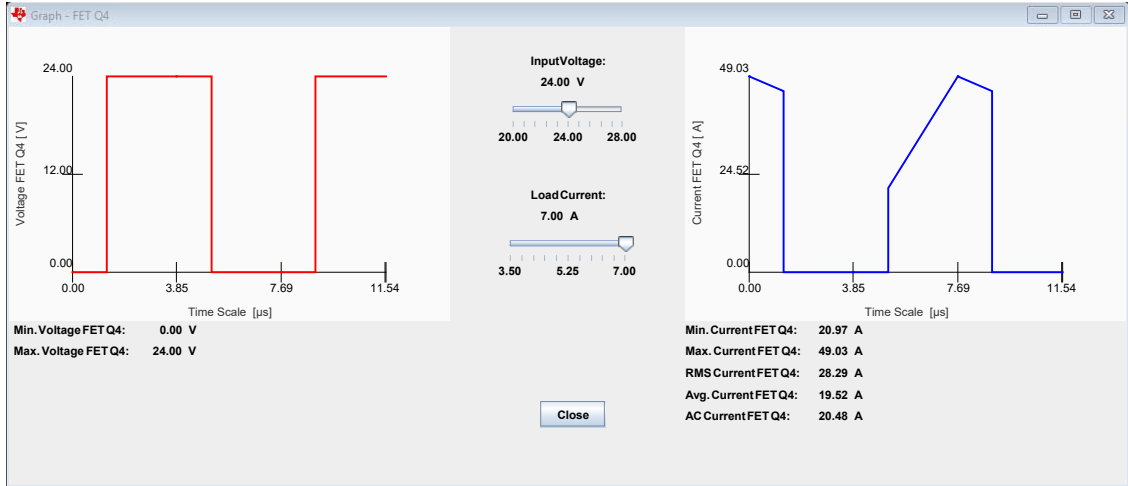 Graph - FET Q4
24.00
12.00
0.00
Voltage FET Q4 [ V]
0.00 3.85 7.69 11.54
Time Scale [µs]
Min. Voltage FET Q4: 0.00 V
Max. Voltage FET Q4: 24.00 V
Input Voltage:
24.00 V
20.00 24.00 28.00
Load Current:
7.00 A
3.50 5.25 7.00
Close
49.03
24.52
0.00
Current FET Q4 [ A]
0.00 3.85 7.69 11.54
Time Scale [µs]
Min. Current FET Q4: 20.97 A
Max. Current FET Q4: 49.03 A
RMS Current FET Q4: 28.29 A
Avg. Current FET Q4: 19.52 A
AC Current FET Q4: 20.48 A